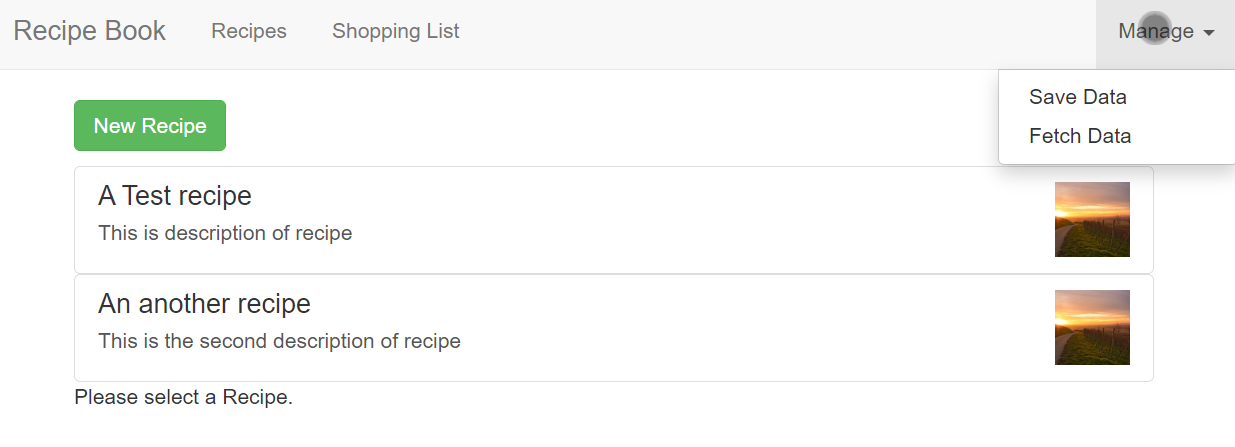 Recipe Book Recipes Shopping List Manage
Save Data
Fetch Data
New Recipe
A Test recipe
This is description of recipe
An another recipe
This is the second description of recipe
Please select a Recipe.